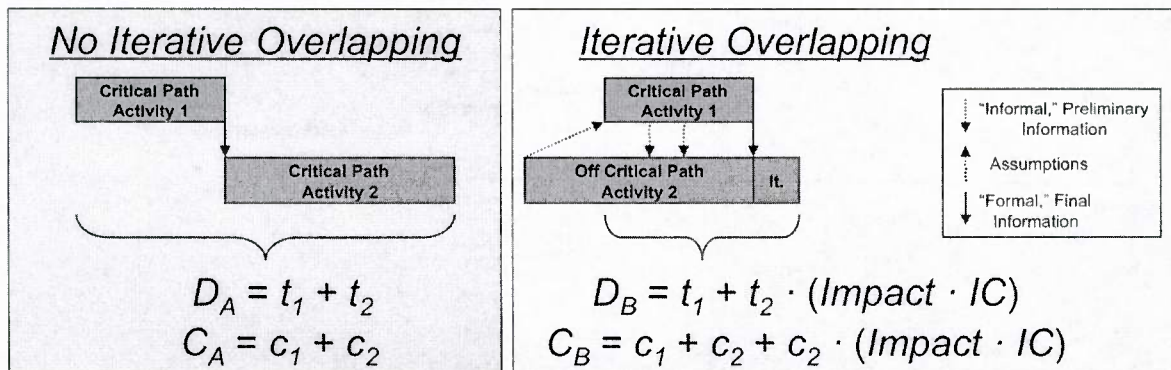 No Iterative Overlapping
Critical Path
Activity 1
Critical Path
Activity 2
D_A = t_1 + t_2
C_A = c_1 + c_2
Iterative Overlapping
Critical Path
Activity 1
Off Critical Path
Activity 2
It.
D_B = t_1 + t_2 · (Impact · IC)
C_B = c_1 + c_2 + c_2 · (Impact · IC)
"Informal," Preliminary
Information
Assumptions
"Formal," Final
Information